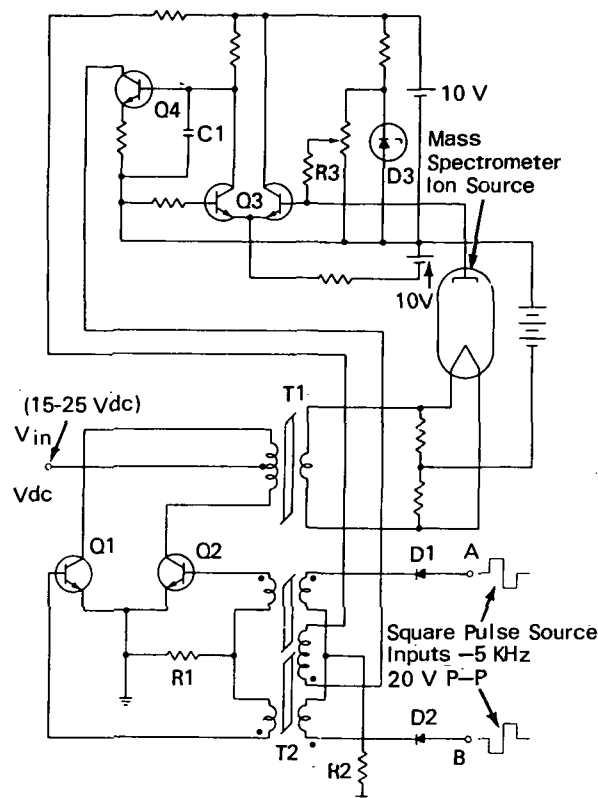 10 V
Q4
C1
Mass
Spectrometer
Ion Source
R3
D3
Q3
10V
(15-25 Vdc)
T1
V in
Vdc
Q1
Q2
D1
A
Square Pulse Source
Inputs –5 KHz
20 V P–P
R1
D2
T2
R2
B